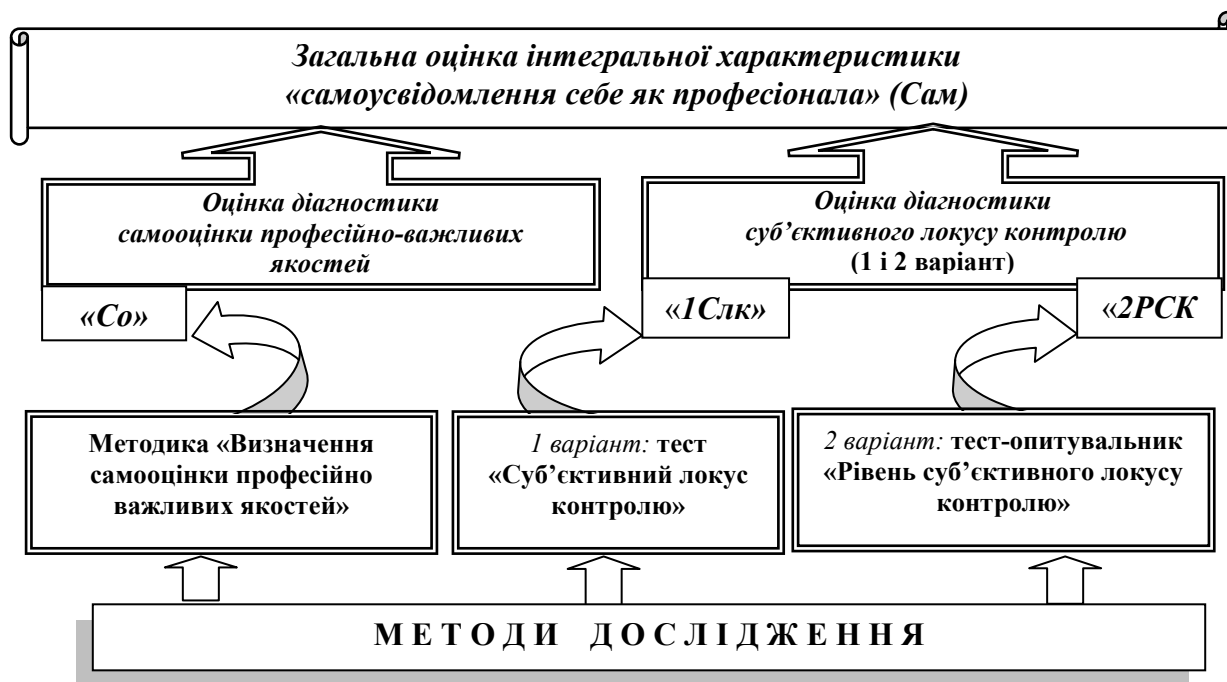 Загальна оцінка інтегральної характеристики
«самоусвідомлення себе як професіонала» (Сам)
Оцінка діагностики
самооцінки професійно-важливих
якостей
Оцінка діагностики
суб’єктивного локусу контролю
(1 і 2 варіант)
«Со»
«1Слк»
«2РСК
Методика «Визначення
самооцінки професійно
важливих якостей»
1 варіант: тест
«Суб’єктивний локус
контролю»
2 варіант: тест-опитувальник
«Рівень суб’єктивного локусу
контролю»
М Е Т О Д И Д О С Л І Д Ж Е Н Н Я